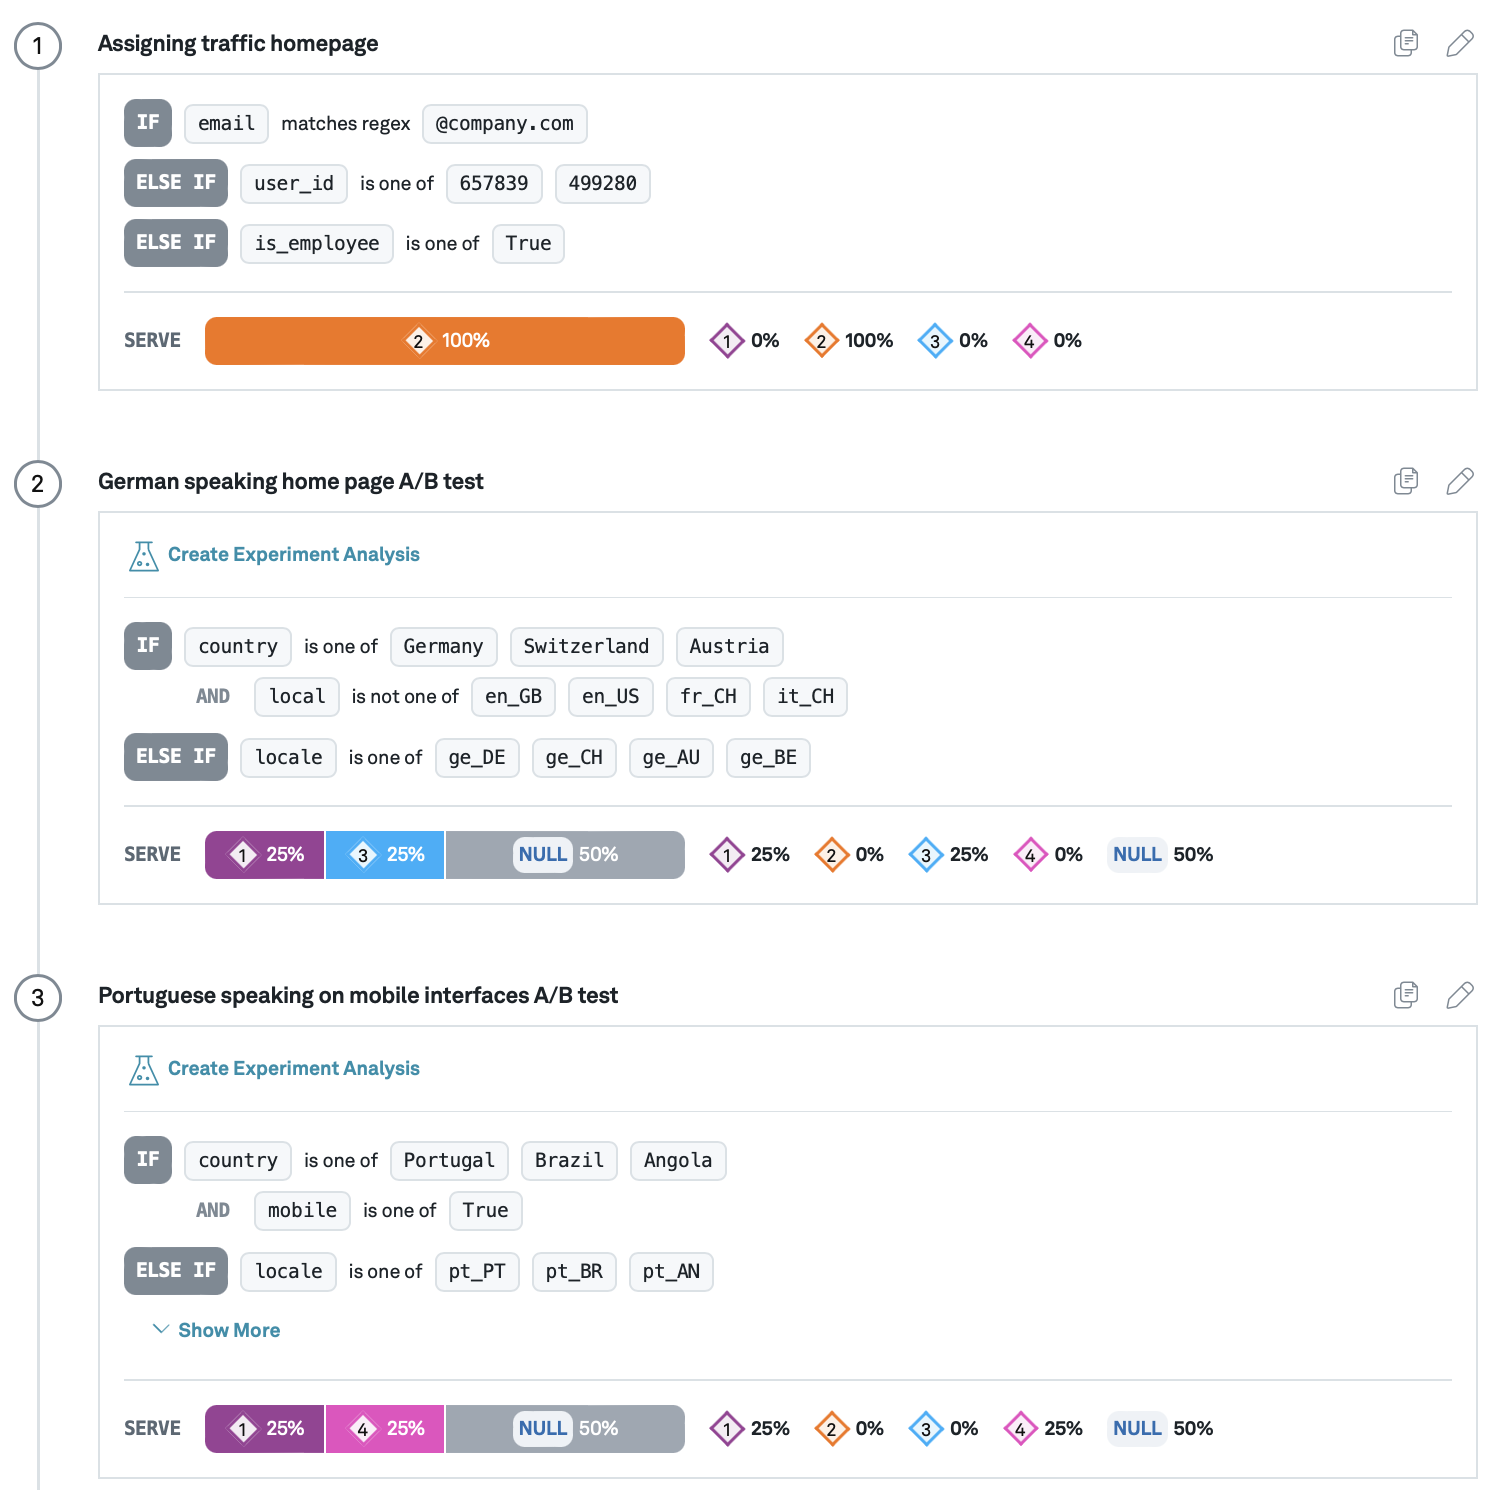 1 Assigning traffic homepage
IF email matches regex @company.com
ELSE IF user_id is one of 657839 499280
ELSE IF is_employee is one of True
SERVE 2 100% 1 0% 2 100% 3 0% 4 0%
2 German speaking home page A/B test
Create Experiment Analysis
IF country is one of Germany Switzerland Austria
AND local is not one of en_GB en_US fr_CH it_CH
ELSE IF locale is one of ge_DE ge_CH ge_AU ge_BE
SERVE 1 25% 3 25% NULL 50% 1 25% 2 0% 3 25% 4 0% NULL 50%
3 Portuguese speaking on mobile interfaces A/B test
Create Experiment Analysis
IF country is one of Portugal Brazil Angola
AND mobile is one of True
ELSE IF locale is one of pt_PT pt_BR pt_AN
Show More
SERVE 1 25% 4 25% NULL 50% 1 25% 2 0% 3 0% 4 25% NULL 50%